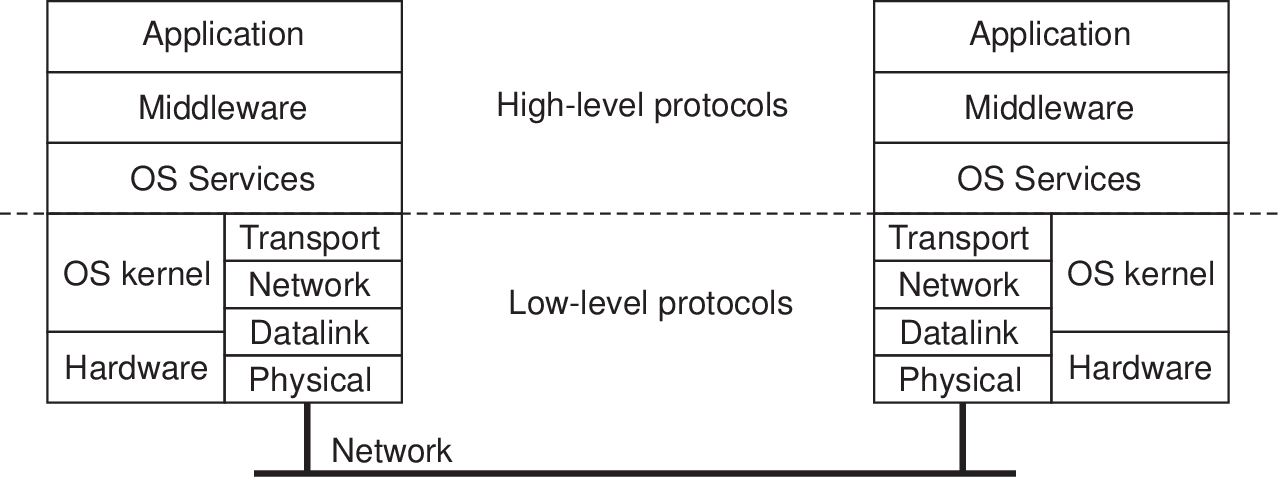 Application
Middleware
OS Services
OS kernel
Hardware
Transport
Network
Datalink
Physical
High-level protocols
Low-level protocols
Application
Middleware
OS Services
Transport
Network
Datalink
Physical
OS kernel
Hardware
Network